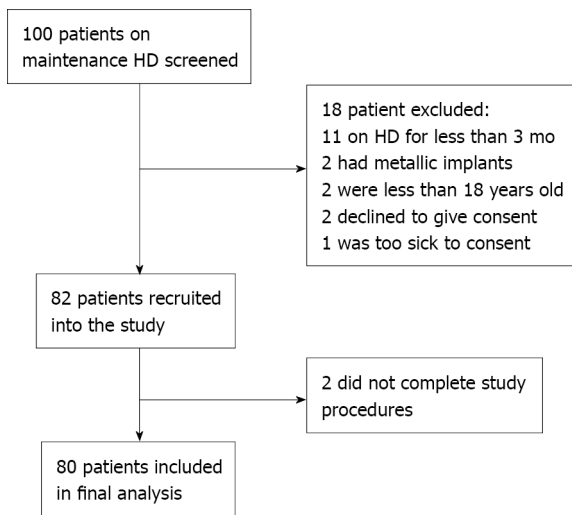 100 patients on
maintenance HD screened
18 patient excluded:
11 on HD for less than 3 mo
2 had metallic implants
2 were less than 18 years old
2 declined to give consent
1 was too sick to consent
82 patients recruited
into the study
2 did not complete study
procedures
80 patients included
in final analysis